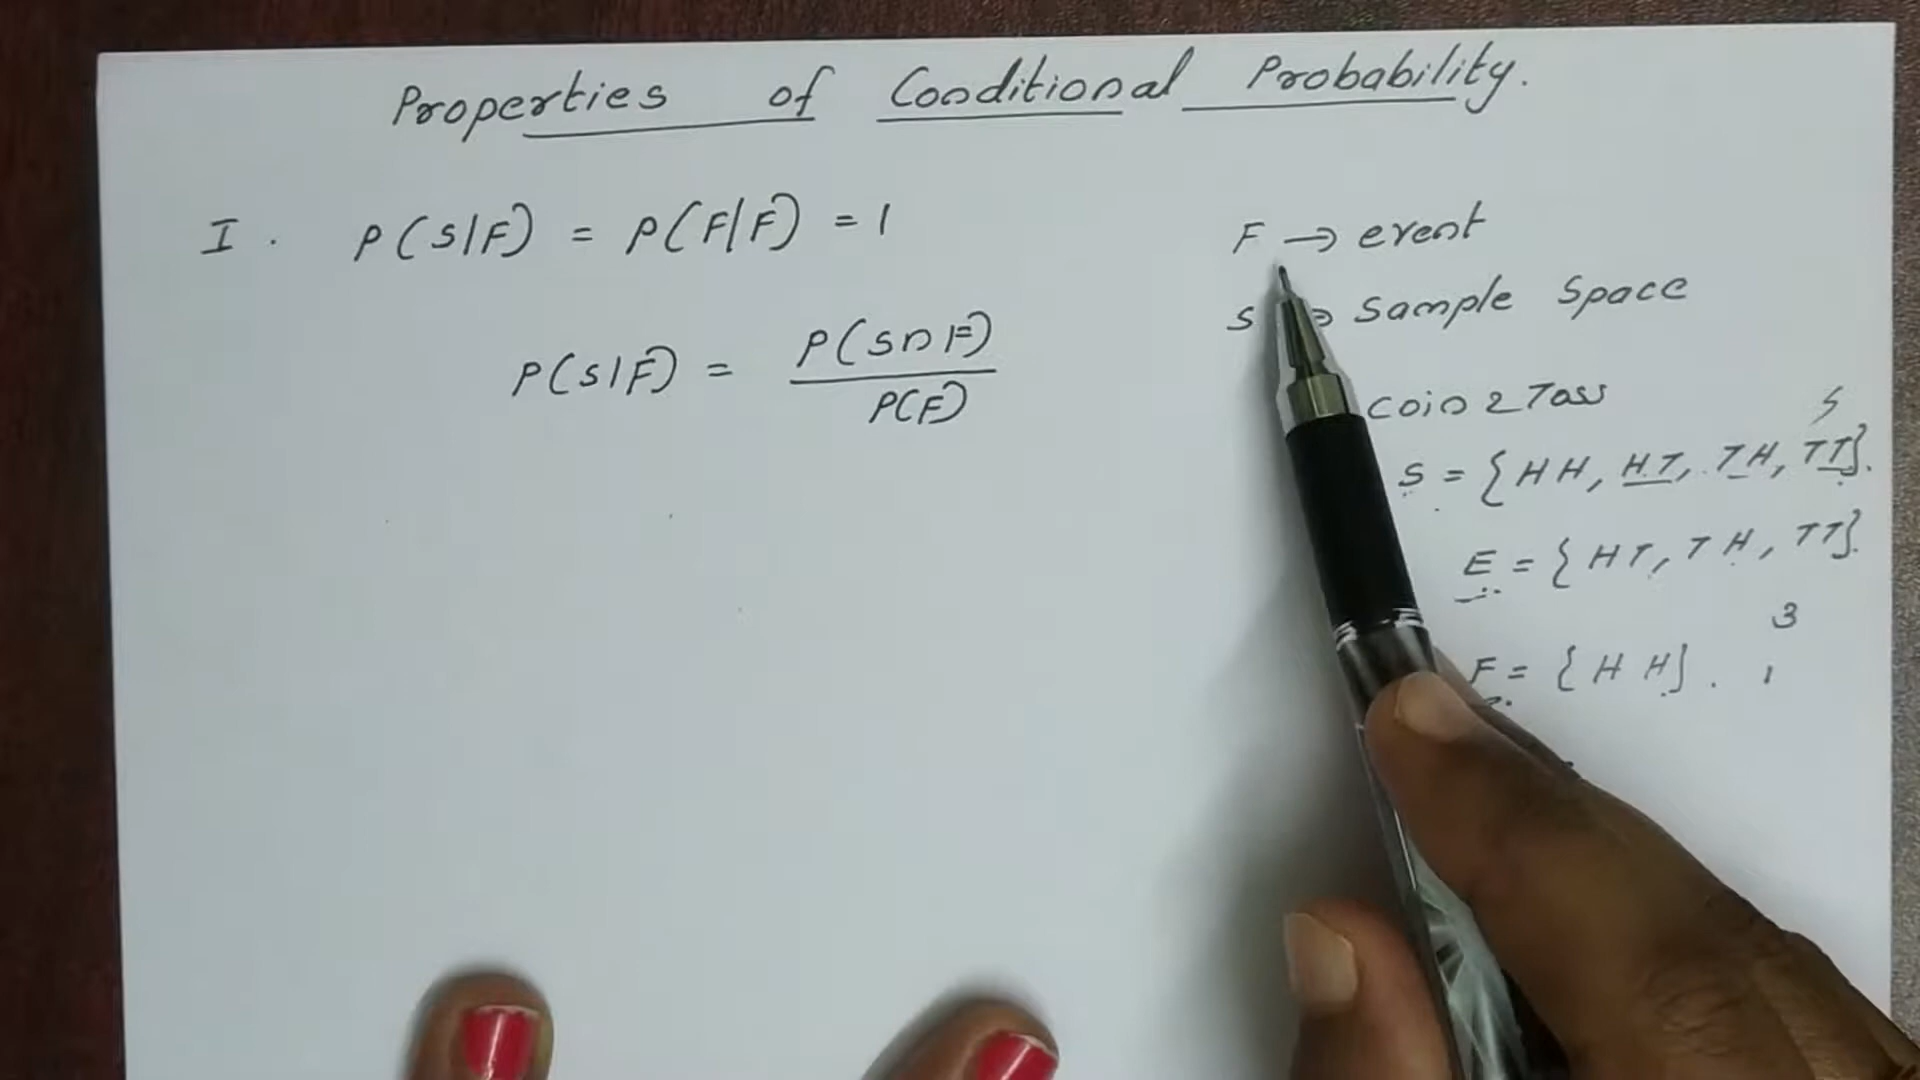 Properties of Conditional Probability.
I. P(S|F) = P(F|F) = 1
F → event
P(S|F) = P(S∩F) / P(F)
S → Sample Space
coin 2 Toss
S
S = {HH, HT, TH, TT}.
E = {HT, TH, TT}.
3
F = {HH}. 1